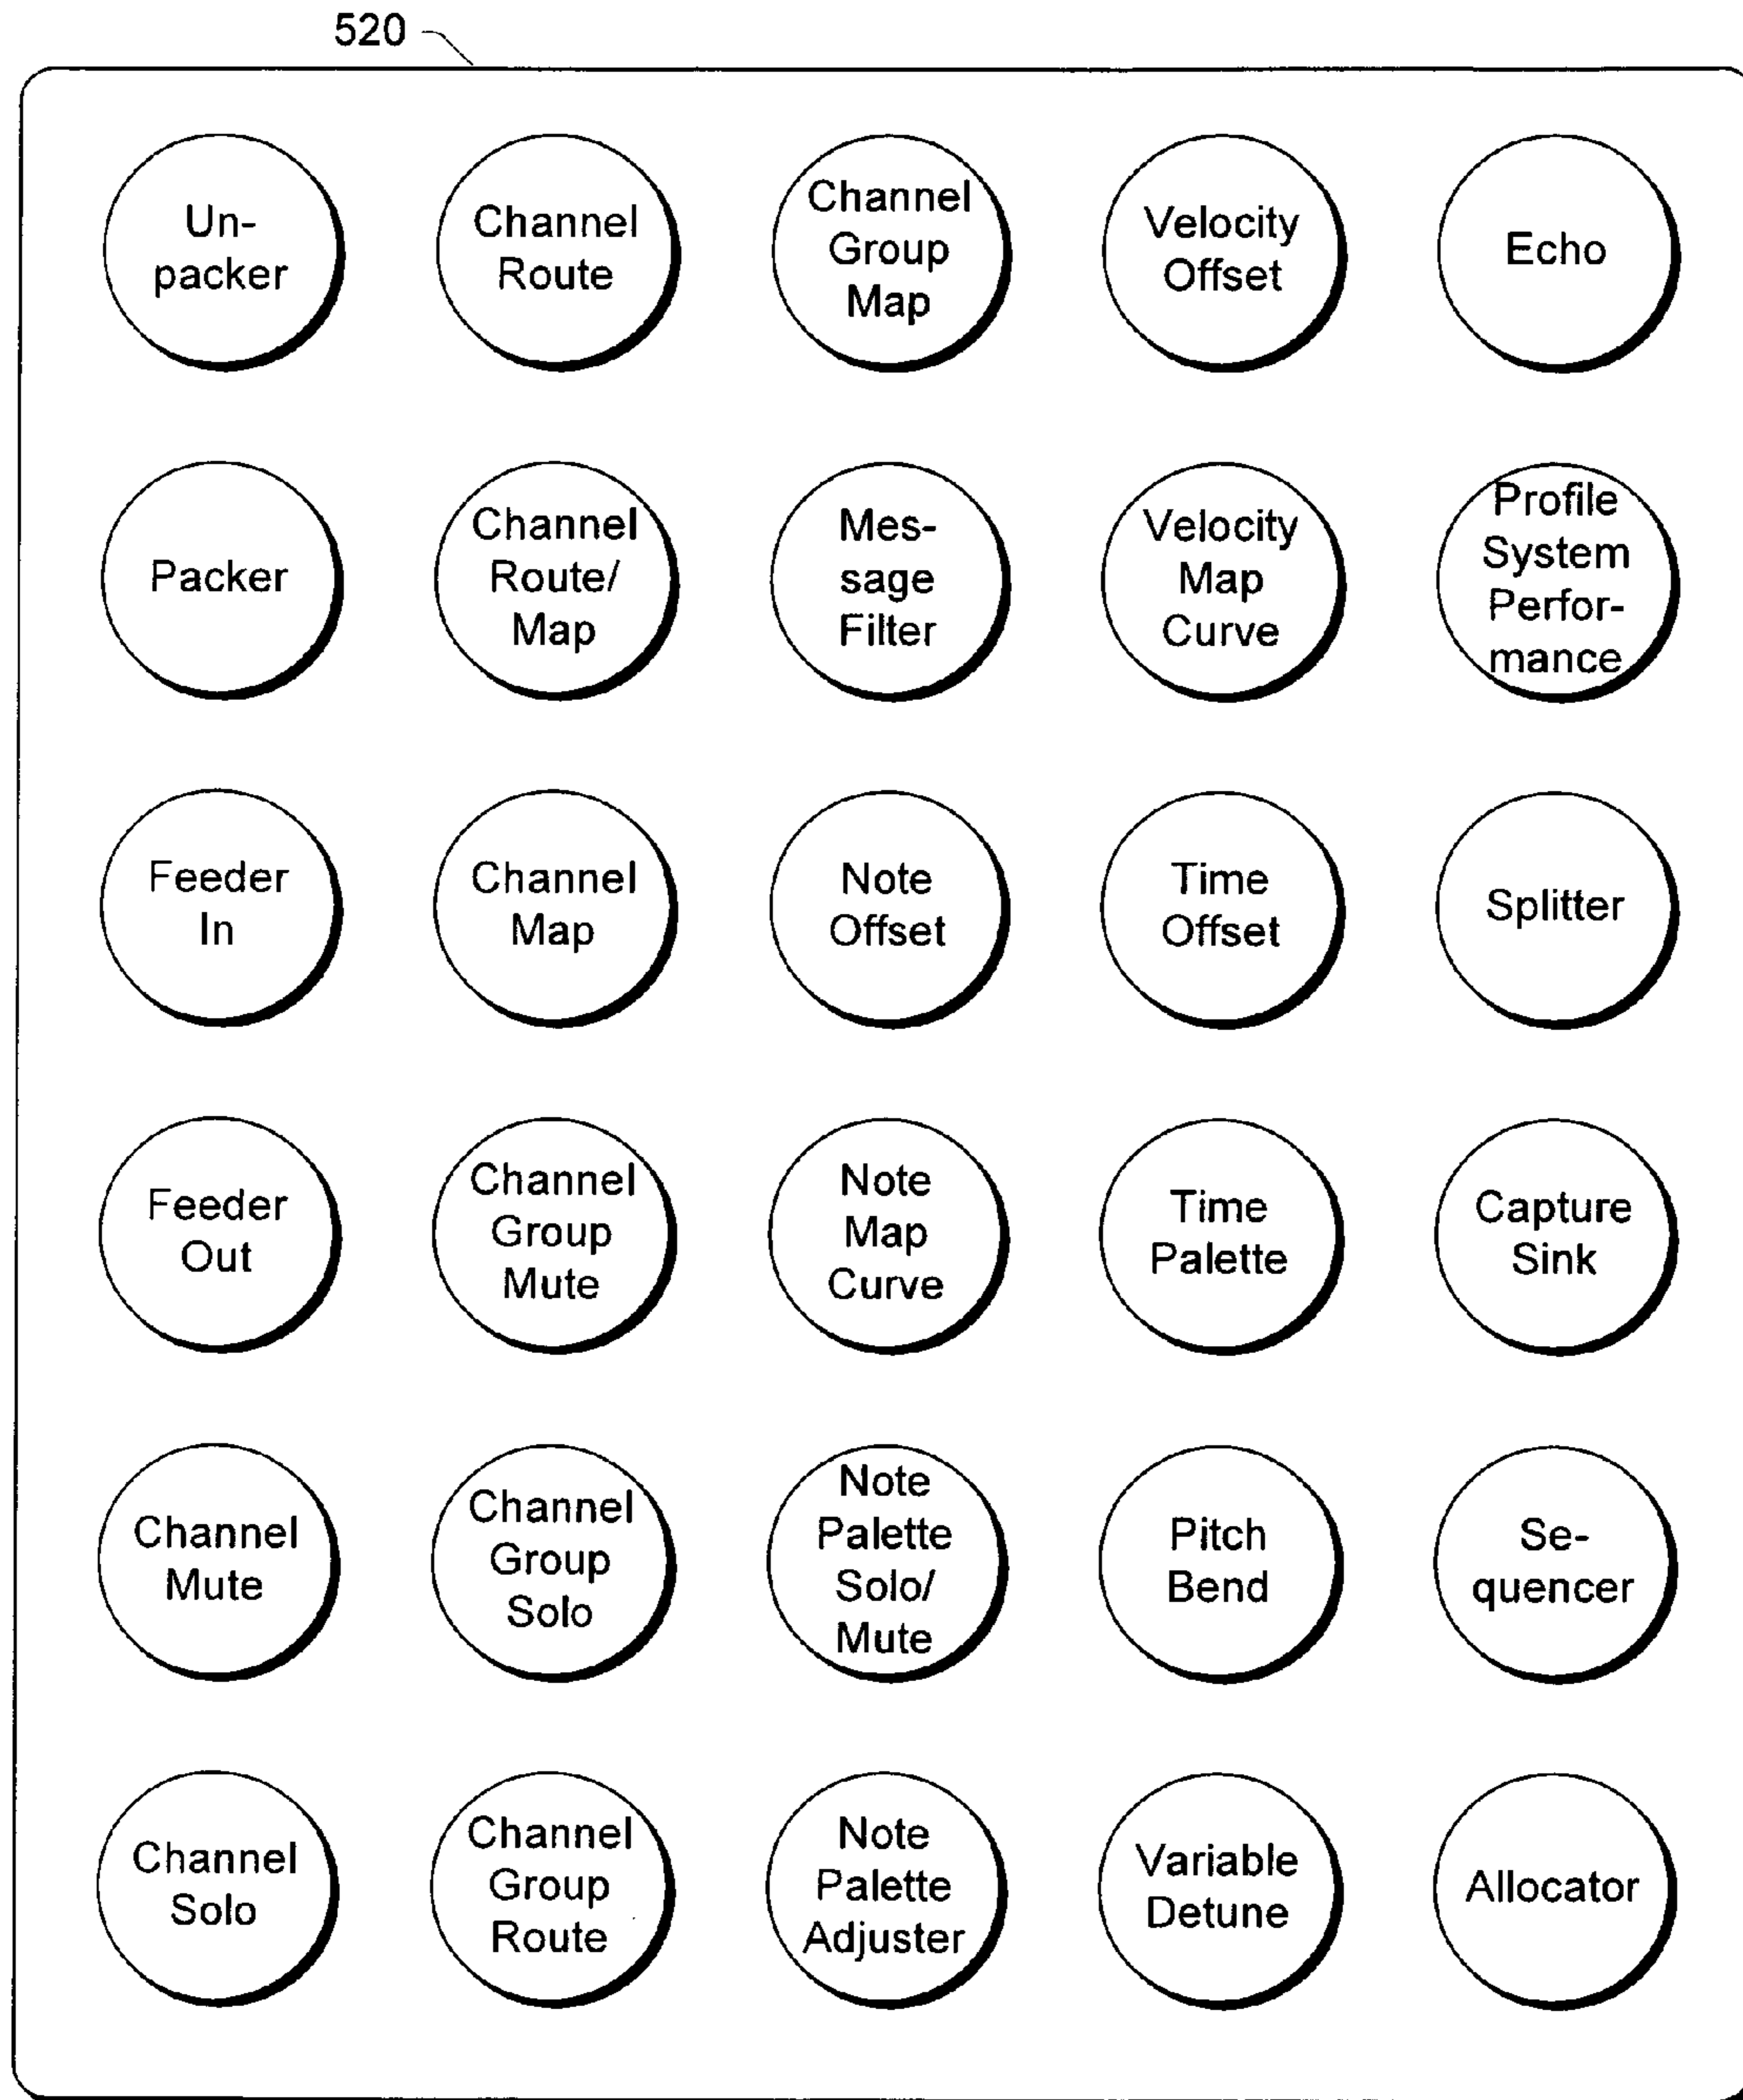 520
Un-
packer
Channel
Route
Channel
Group
Map
Velocity
Offset
Echo
Packer
Channel
Route/
Map
Mes-
sage
Filter
Velocity
Map
Curve
Profile
System
Perfor-
mance
Feeder
In
Channel
Map
Note
Offset
Time
Offset
Splitter
Feeder
Out
Channel
Group
Mute
Note
Map
Curve
Time
Palette
Capture
Sink
Channel
Mute
Channel
Group
Solo
Note
Palette
Solo/
Mute
Pitch
Bend
Se-
quencer
Channel
Solo
Channel
Group
Route
Note
Palette
Adjuster
Variable
Detune
Allocator